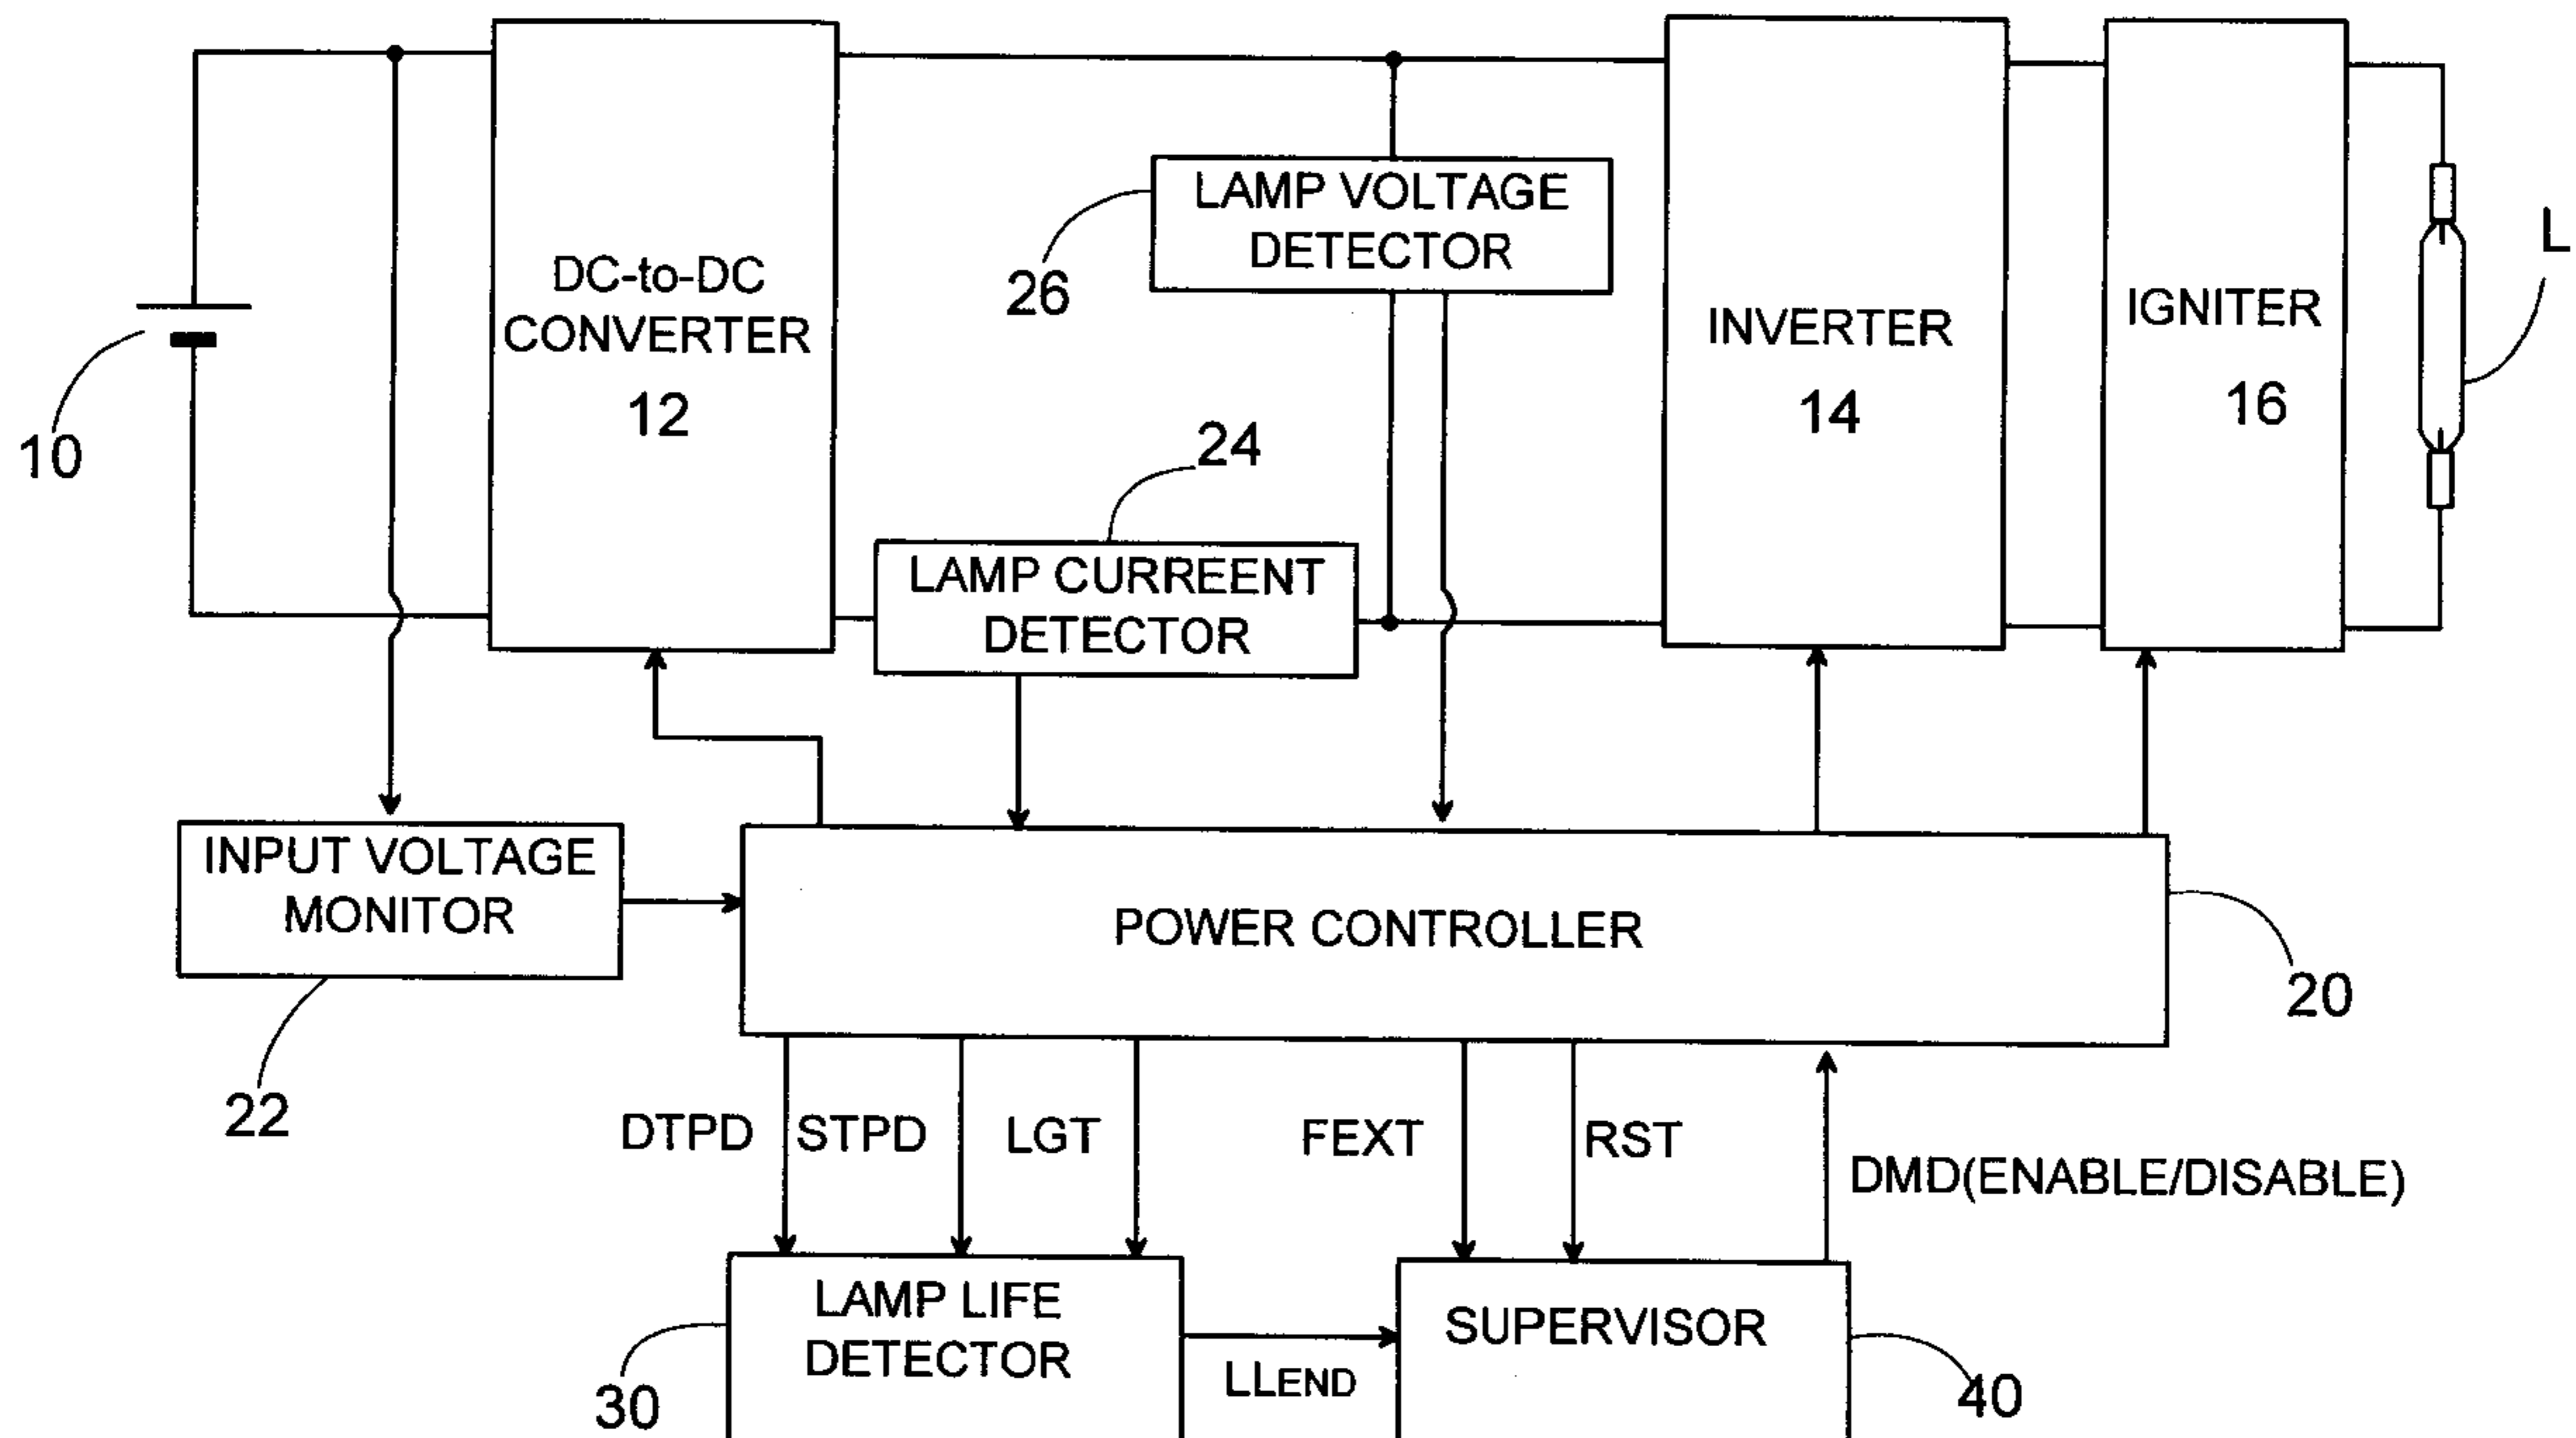 LAMP VOLTAGE
DETECTOR
26
L
DC-to-DC
CONVERTER
12
INVERTER
14
IGNITER
16
10
24
LAMP CURREENT
DETECTOR
INPUT VOLTAGE
MONITOR
22
POWER CONTROLLER
20
DTPD
STPD
LGT
FEXT
RST
DMD(ENABLE/DISABLE)
LAMP LIFE
DETECTOR
30
LLEND
SUPERVISOR
40